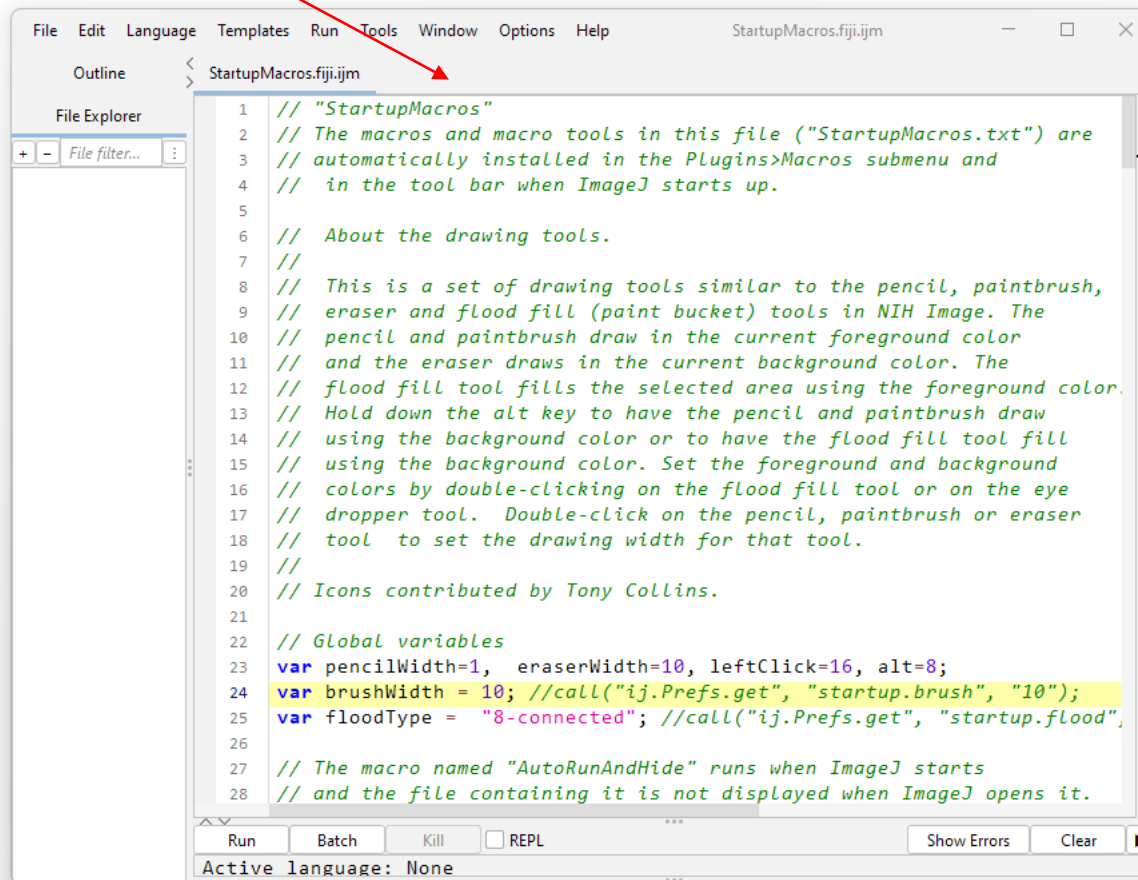 File Edit Language Templates Run Tools Window Options Help StartupMacros.fiji.ijm
Outline
File Explorer
+ - File filter...
StartupMacros.fiji.ijm
1 // "StartupMacros"
2 // The macros and macro tools in this file ("StartupMacros.txt") are
3 // automatically installed in the Plugins>Macros submenu and
4 //  in the tool bar when ImageJ starts up.
5
6 //  About the drawing tools.
7 //
8 //  This is a set of drawing tools similar to the pencil, paintbrush,
9 //  eraser and flood fill (paint bucket) tools in NIH Image. The
10 //  pencil and paintbrush draw in the current foreground color
11 //  and the eraser draws in the current background color. The
12 //  flood fill tool fills the selected area using the foreground color.
13 //  Hold down the alt key to have the pencil and paintbrush draw
14 //  using the background color or to have the flood fill tool fill
15 //  using the background color. Set the foreground and background
16 //  colors by double-clicking on the flood fill tool or on the eye
17 //  dropper tool.  Double-click on the pencil, paintbrush or eraser
18 //  tool  to set the drawing width for that tool.
19 //
20 // Icons contributed by Tony Collins.
21
22 // Global variables
23 var pencilWidth=1,  eraserWidth=10, leftClick=16, alt=8;
24 var brushWidth = 10; //call("ij.Prefs.get", "startup.brush", "10");
25 var floodType =  "8-connected"; //call("ij.Prefs.get", "startup.flood",
26
27 // The macro named "AutoRunAndHide" runs when ImageJ starts
28 // and the file containing it is not displayed when ImageJ opens it.
Run Batch Kill REPL Show Errors Clear
Active language: None